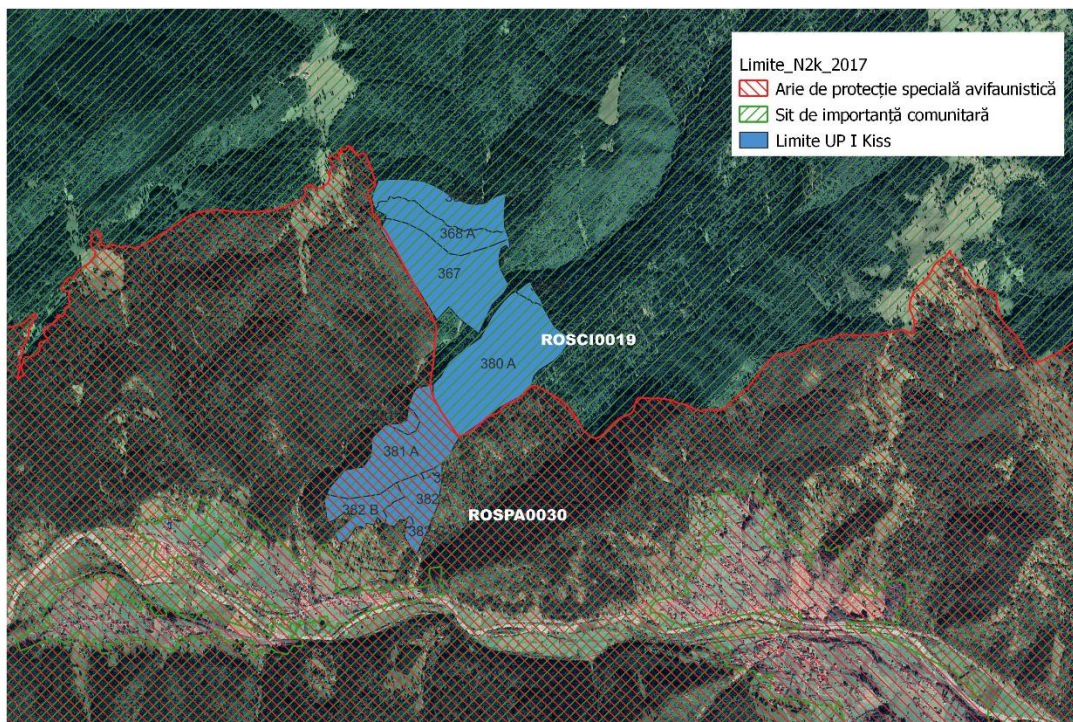 Limite_N2k_2017
Arie de protecție specială avifaunistică
Sit de importanță comunitară
Limite UP I Kiss
368 A
367
ROSCI0019
380 A
381 A
382
382 B
ROSPA0030